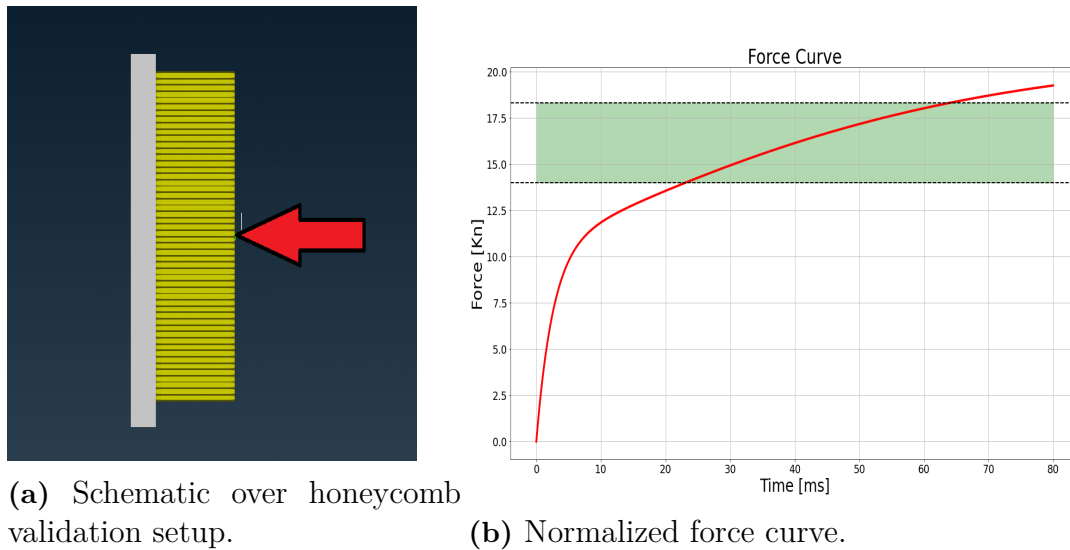 Force Curve
20.0
17.5
15.0
12.5
10.0
7.5
5.0
2.5
0.0
Force [Kn]
0 10 20 30 40 50 60 70 80
Time [ms]
(a) Schematic over honeycomb
validation setup.
(b) Normalized force curve.